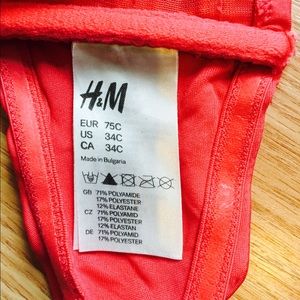 H&M
EUR 75C
US 34C
CA 34C
Made in Bulgaria
GB 71% POLYAMIDE
17% POLYESTER
12% ELASTANE
CZ 71% POLYAMID
17% POLYESTER
12% ELASTAN
DE 71% POLYAMID
17% POLYESTER